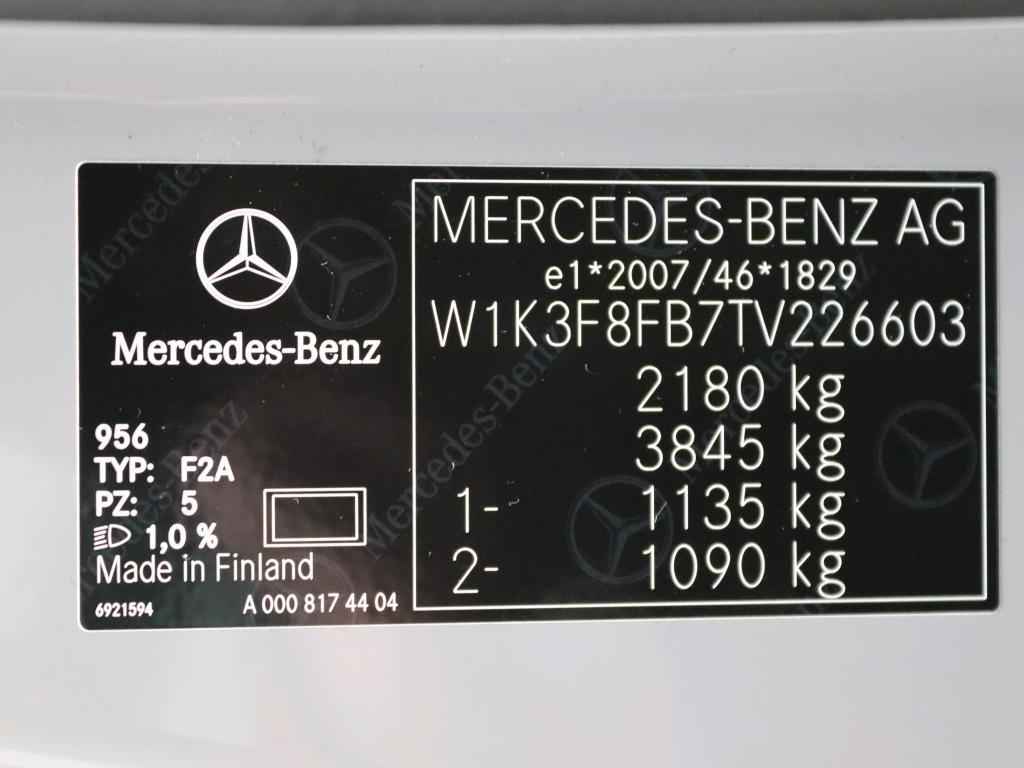 Mercedes-Benz
956
TYP: F2A
PZ: 5
1,0 %
Made in Finland
6921594
A 000 817 44 04
MERCEDES-BENZ AG
e1*2007/46*1829
W1K3F8FB7TV226603
2180 kg
3845 kg
1- 1135 kg
2- 1090 kg